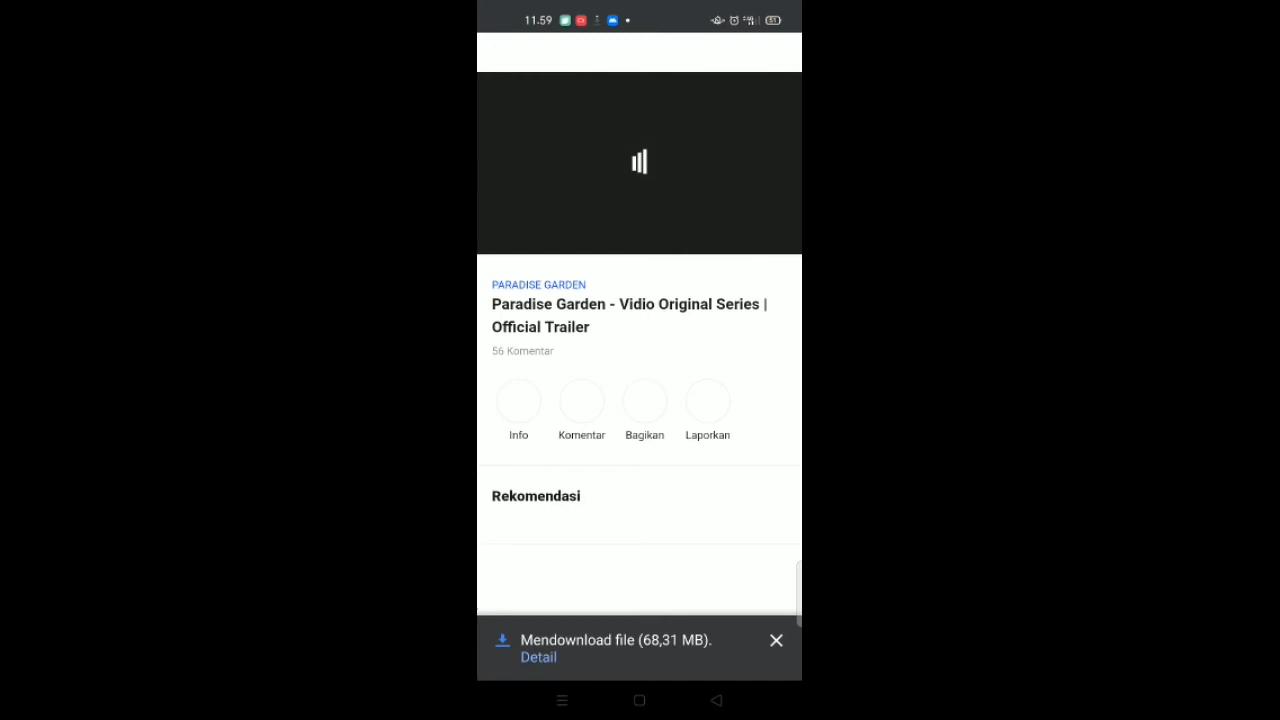 11.59
51
PARADISE GARDEN
Paradise Garden - Vidio Original Series |
Official Trailer
56 Komentar
Info Komentar Bagikan Laporkan
Rekomendasi
Mendownload file (68,31 MB).
Detail